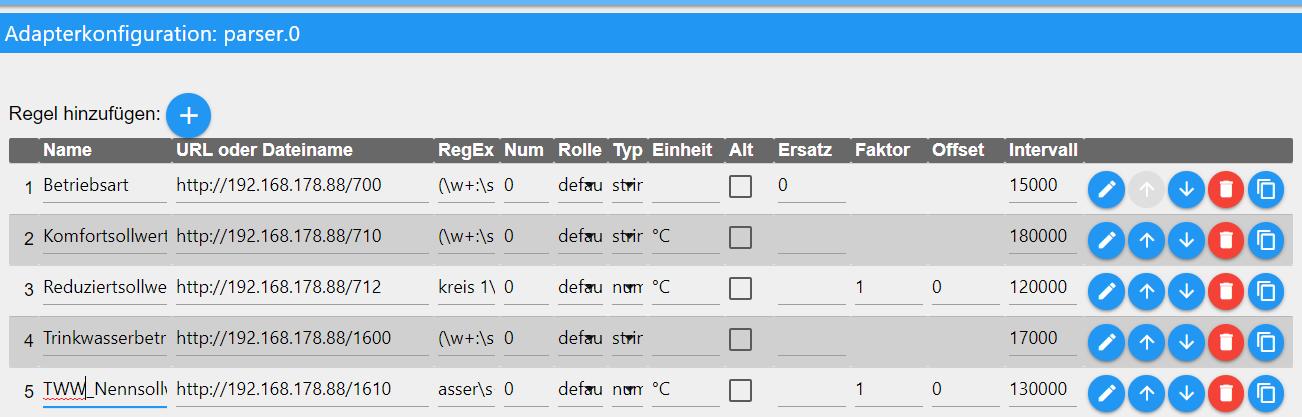 Adapterkonfiguration: parser.0
Regel hinzufügen:
Name URL oder Dateiname RegEx Num Rolle Typ Einheit Alt Ersatz Faktor Offset Intervall
1 Betriebsart http://192.168.178.88/700 (\w+:\s 0 defau strin 0 15000
2 Komfortsollwert http://192.168.178.88/710 (\w+:\s 0 defau strin °C 180000
3 Reduziertsollwe http://192.168.178.88/712 kreis 1\ 0 defau num °C 1 0 120000
4 Trinkwasserbetr http://192.168.178.88/1600 (\w+:\s 0 defau strin 17000
5 TWW_Nennsollw http://192.168.178.88/1610 asser\s 0 defau num °C 1 0 130000